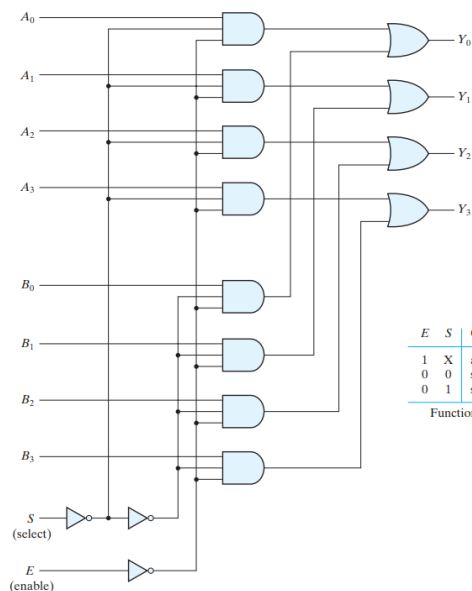 A0
Y0
A1
Y1
A2
Y2
A3
Y3
B0
B1
E S
1 X
0 0
0 1
B2
B3
S
(select)
E
(enable)